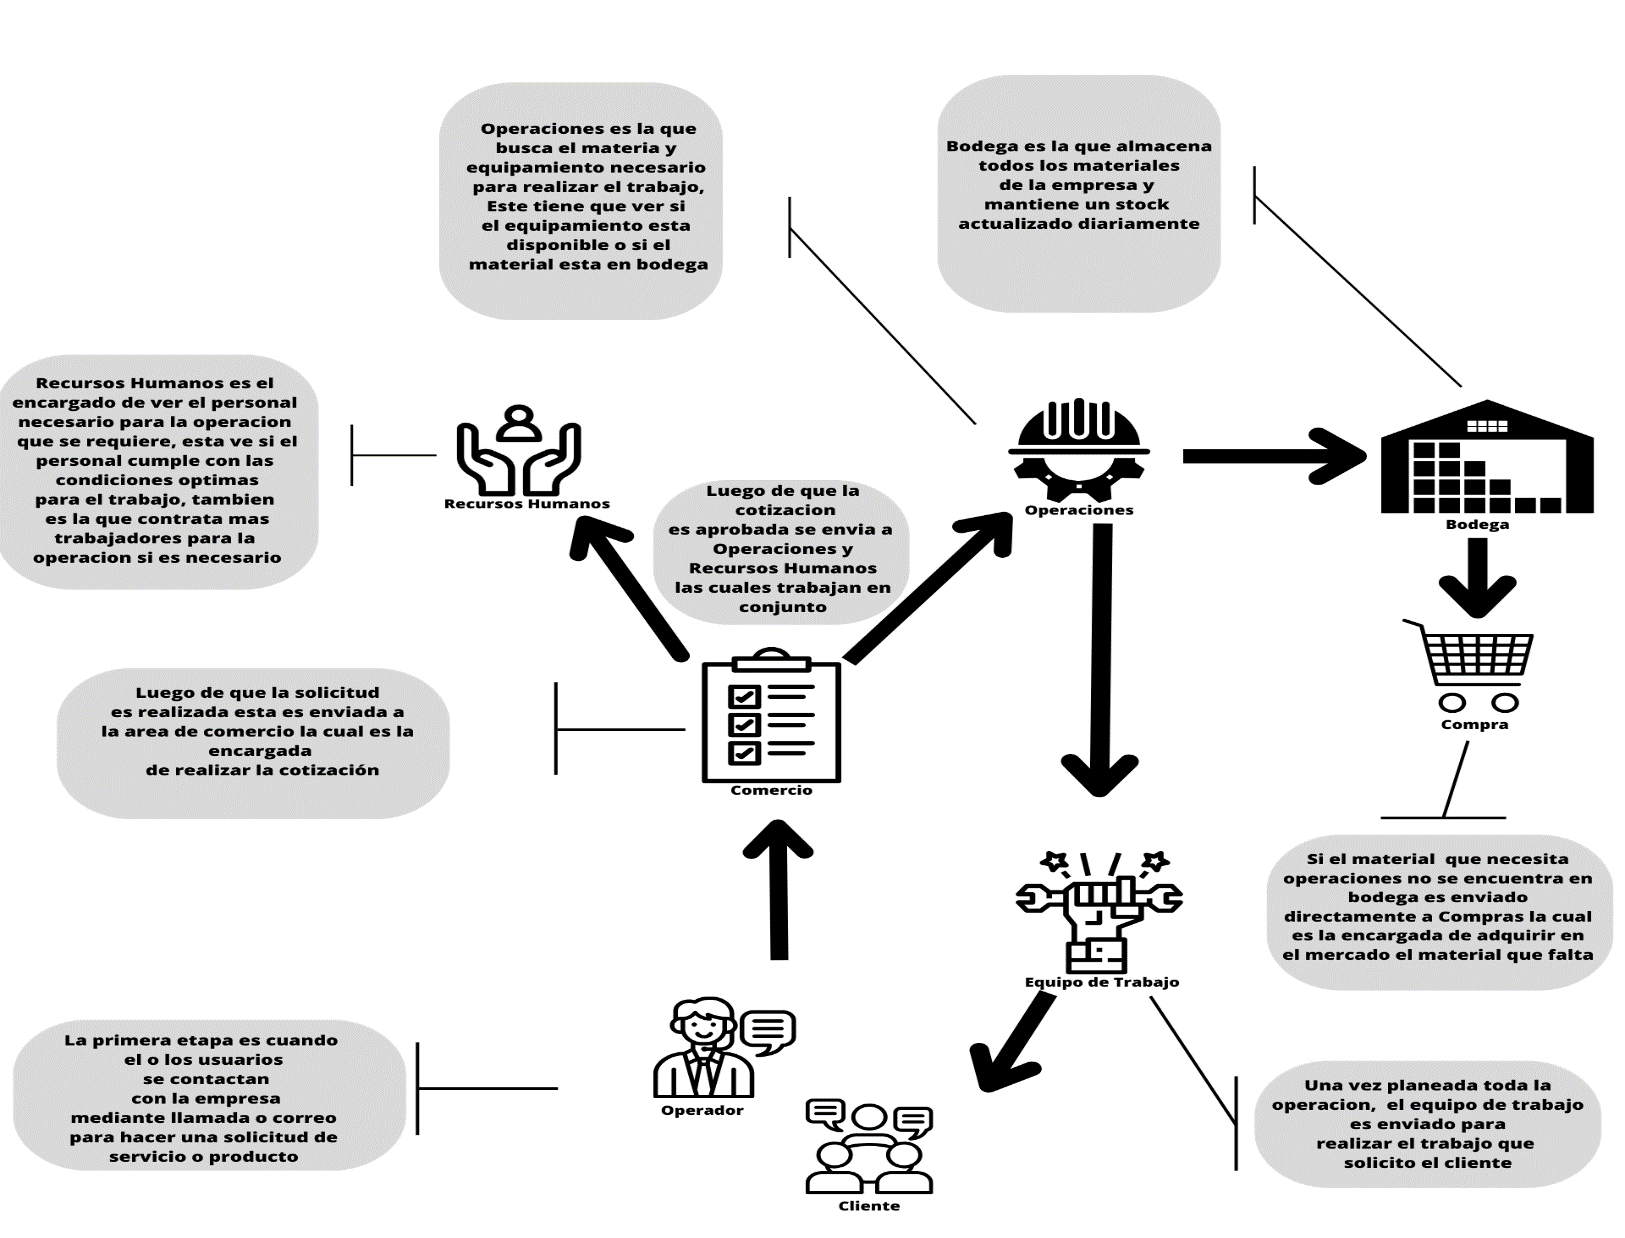 Operaciones es la que
busca el materia y
equipamiento necesario
para realizar el trabajo,
Este tiene que ver si
el equipamiento esta
disponible o si el
material esta en bodega
Bodega es la que almacena
todos los materiales
de la empresa y
mantiene un stock
actualizado diariamente
Recursos Humanos es el
encargado de ver el personal
necesario para la operacion
que se requiere, esta ve si el
personal cumple con las
condiciones optimas
para el trabajo, tambien
es la que contrata mas
trabajadores para la
operacion si es necesario
Recursos Humanos
Luego de que la
cotizacion
es aprobada se envia a
Operaciones y
Recursos Humanos
las cuales trabajan en
conjunto
Operaciones
Bodega
Luego de que la solicitud
es realizada esta es enviada a
la area de comercio la cual es la
encargada
de realizar la cotización
Comercio
Compra
Si el material que necesita
operaciones no se encuentra en
bodega es enviado
directamente a Compras la cual
es la encargada de adquirir en
el mercado el material que falta
Equipo de Trabajo
La primera etapa es cuando
el o los usuarios
se contactan
con la empresa
mediante llamada o correo
para hacer una solicitud de
servicio o producto
Operador
Cliente
Una vez planeada toda la
operacion, el equipo de trabajo
es enviado para
realizar el trabajo que
solicito el cliente